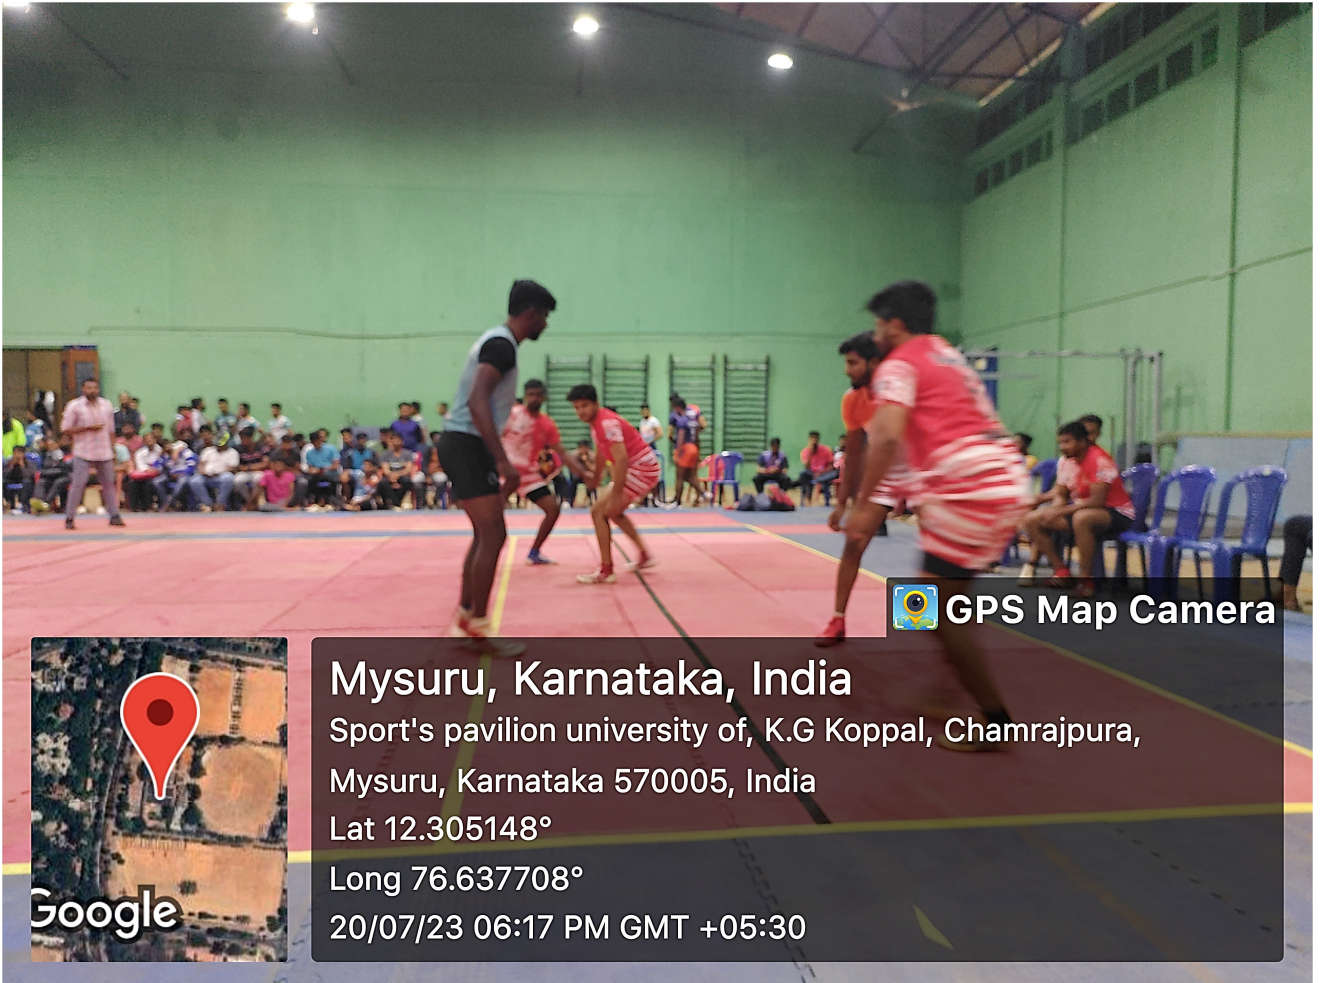 GPS Map Camera
Mysuru, Karnataka, India
Sport's pavilion university of, K.G Koppal, Chamrajpura,
Mysuru, Karnataka 570005, India
Lat 12.305148°
Long 76.637708°
20/07/23 06:17 PM GMT +05:30
Google